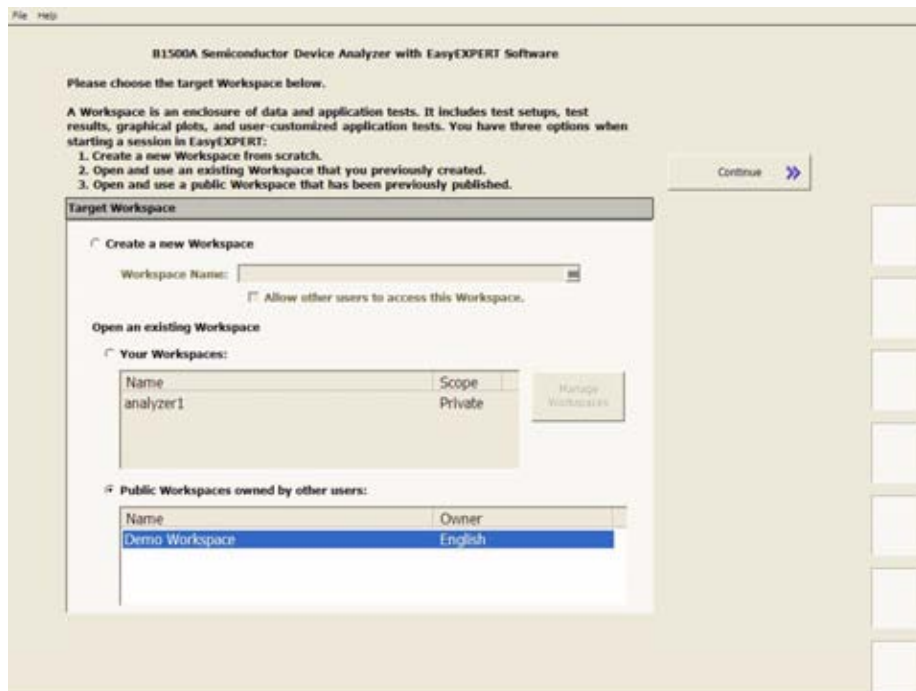 File Help
B1500A Semiconductor Device Analyzer with EasyEXPERT Software
Please choose the target Workspace below.
A Workspace is an enclosure of data and application tests. It includes test setups, test
results, graphical plots, and user-customized application tests. You have three options when
starting a session in EasyEXPERT:
1. Create a new Workspace from scratch.
2. Open and use an existing Workspace that you previously created.
3. Open and use a public Workspace that has been previously published.
Continue
Target Workspace
Create a new Workspace
Workspace Name:
Allow other users to access this Workspace.
Open an existing Workspace
Your Workspaces:
Name Scope
analyzer1 Private
Manage
Workspaces
Public Workspaces owned by other users:
Name Owner
Demo Workspace English